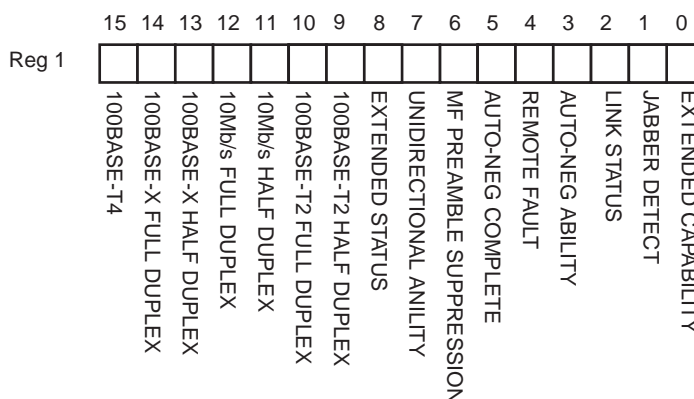 15 14 13 12 11 10 9 8 7 6 5 4 3 2 1 0
Reg 1
100BASE-T4
100BASE-X FULL DUPLEX
100BASE-X HALF DUPLEX
10Mb/s FULL DUPLEX
10Mb/s HALF DUPLEX
100BASE-T2 FULL DUPLEX
100BASE-T2 HALF DUPLEX
EXTENDED STATUS
UNIDIRECTIONAL ANILITY
MF PREAMBLE SUPPRESSION
AUTO-NEG COMPLETE
REMOTE FAULT
AUTO-NEG ABILITY
LINK STATUS
JABBER DETECT
EXTENDED CAPABILITY